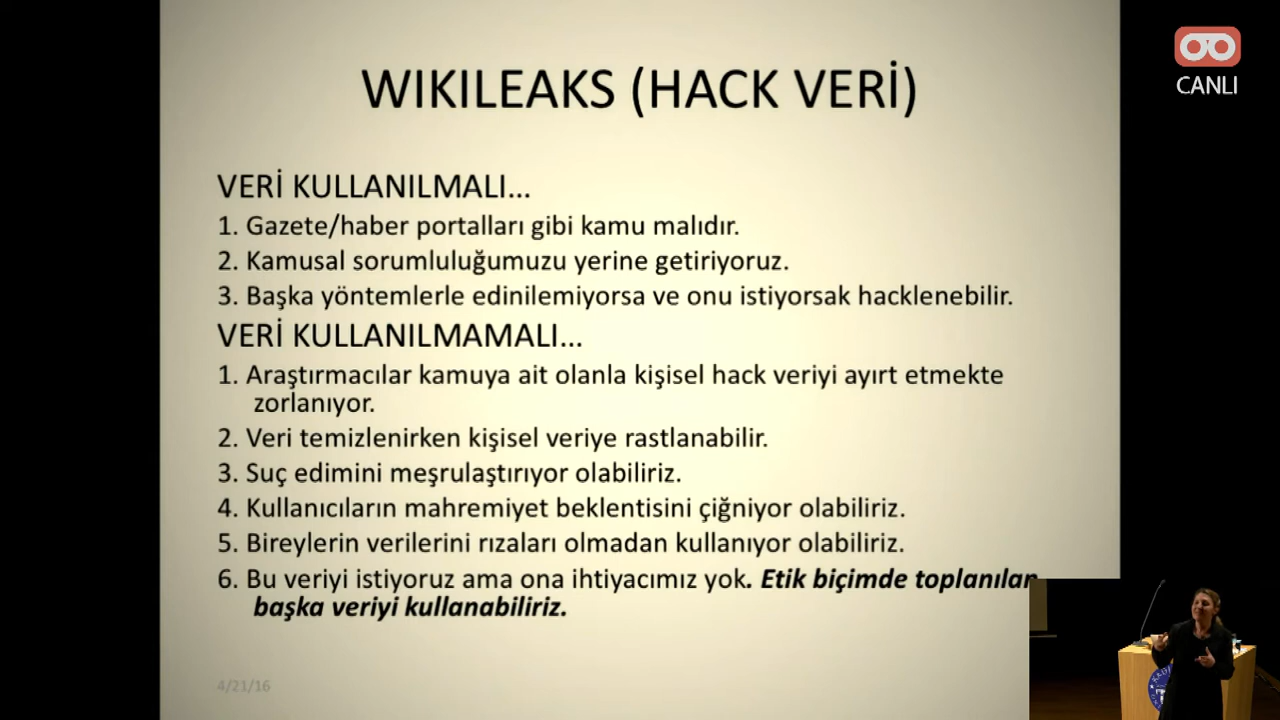 WIKILEAKS (HACK VERİ)
CANLI
VERİ KULLANILMALI...
1. Gazete/haber portalları gibi kamu malıdır.
2. Kamusal sorumluluğumuzu yerine getiriyoruz.
3. Başka yöntemlerle edinilemiyorsa ve onu istiyorsak hacklenebilir.
VERİ KULLANILMAMALI...
1. Araştırmacılar kamuya ait olanla kişisel hack veriyi ayırt etmekte
zorlanıyor.
2. Veri temizlenirken kişisel veriye rastlanabilir.
3. Suç edimini meşrulaştırıyor olabiliriz.
4. Kullanıcıların mahremiyet beklentisini çiğniyor olabiliriz.
5. Bireylerin verilerini rızaları olmadan kullanıyor olabiliriz.
6. Bu veriyi istiyoruz ama ona ihtiyacımız yok. Etik biçimde toplanılan
başka veriyi kullanabiliriz.
4/21/16